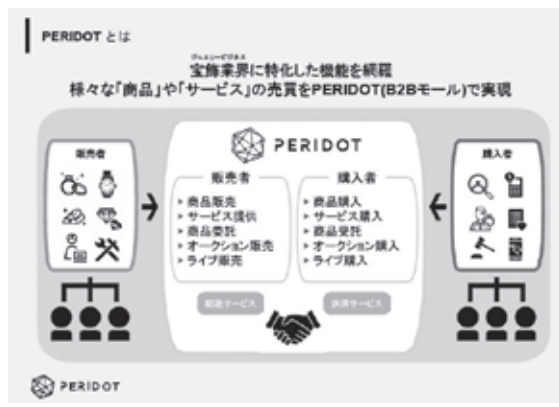 PERIDOT とは
ジュエリービジネス
宝飾業界に特化した機能を網羅
様々な「商品」や「サービス」の売買をPERIDOT(B2Bモール)で実現
販売者
PERIDOT
購入者
販売者
購入者
▶ 商品販売
▶ サービス提供
▶ 商品委託
▶ オークション販売
▶ ライブ販売
▶ 商品購入
▶ サービス購入
▶ 商品受託
▶ オークション購入
▶ ライブ購入
決済サービス
PERIDOT